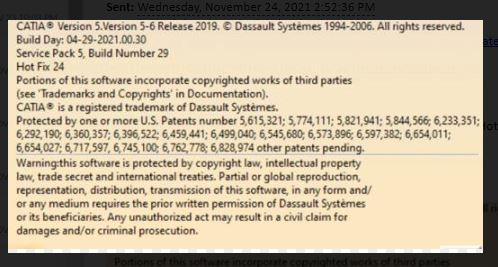 Sent: Wednesday, November 24, 2021 2:52:36 PM
CATIA® Version 5.Version 5-6 Release 2019. © Dassault Systèmes 1994-2006. All rights reserved.
Build Day: 04-29-2021.00.30
Service Pack 5, Build Number 29
Hot Fix 24
Portions of this software incorporate copyrighted works of third parties
(see 'Trademarks and Copyrights' in Documentation).
CATIA® is a registered trademark of Dassault Systèmes.
Protected by one or more U.S. Patents number 5,615,321; 5,774,111; 5,821,941; 5,844,566; 6,233,351;
6,292,190; 6,360,357; 6,396,522; 6,459,441; 6,499,040; 6,545,680; 6,573,896; 6,597,382; 6,654,011;
6,654,027; 6,717,597; 6,745,100; 6,762,778; 6,828,974 other patents pending.
Warning:this software is protected by copyright law, intellectual property
law, trade secret and international treaties. Partial or global reproduction,
representation, distribution, transmission of this software, in any form and/
or any medium requires the prior written permission of Dassault Systèmes
or its beneficiaries. Any unauthorized act may result in a civil claim for
damages and/or criminal prosecution.
Portions of this software incorporate copyrighted works of third parties